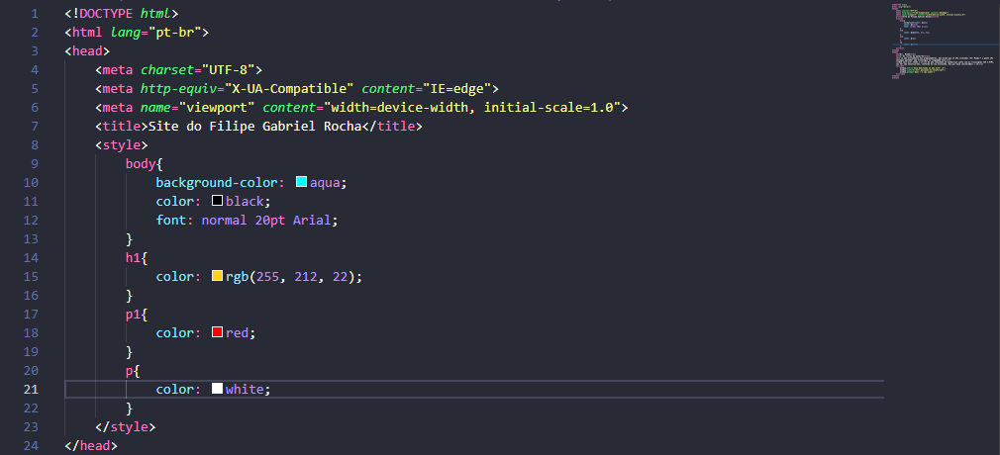 1 <!DOCTYPE html>
2 <html lang="pt-br">
3 <head>
4 <meta charset="UTF-8">
5 <meta http-equiv="X-UA-Compatible" content="IE=edge">
6 <meta name="viewport" content="width=device-width, initial-scale=1.0">
7 <title>Site do Filipe Gabriel Rocha</title>
8 <style>
9 body{
10 background-color: aqua;
11 color: black;
12 font: normal 20pt Arial;
13 }
14 h1{
15 color: rgb(255, 212, 22);
16 }
17 p1{
18 color: red;
19 }
20 p{
21 color: white;
22 }
23 </style>
24 </head>